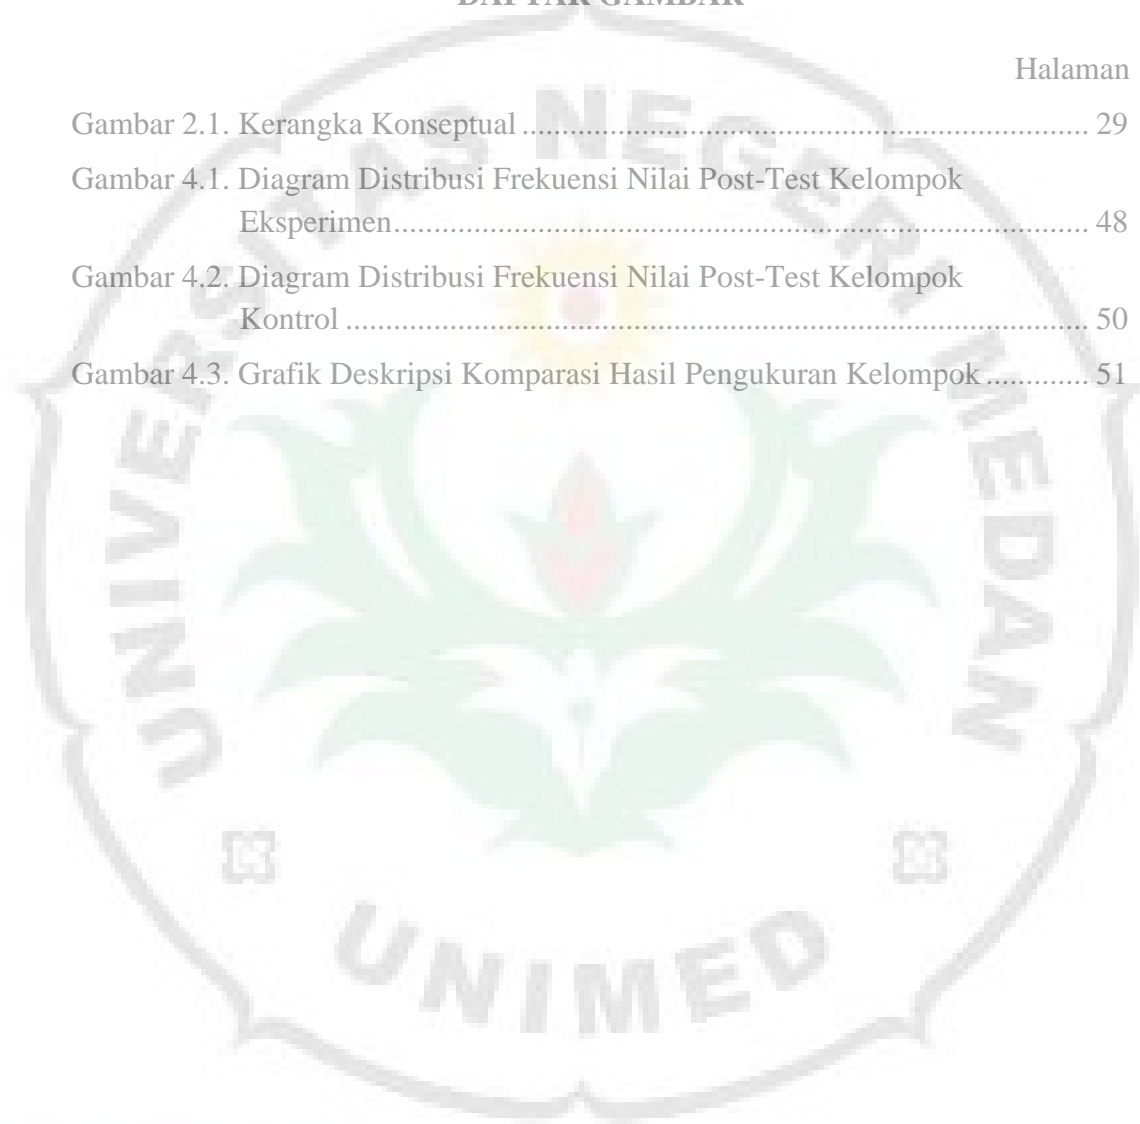 DAFTAR GAMBAR
Halaman
Gambar 2.1. Kerangka Konseptual ........................................................................ 29
Gambar 4.1. Diagram Distribusi Frekuensi Nilai Post-Test Kelompok
Eksperimen........................................................................................ 48
Gambar 4.2. Diagram Distribusi Frekuensi Nilai Post-Test Kelompok
Kontrol .............................................................................................. 50
Gambar 4.3. Grafik Deskripsi Komparasi Hasil Pengukuran Kelompok............. 51
UNIVERSITAS NEGERI MEDAN
UNIMED